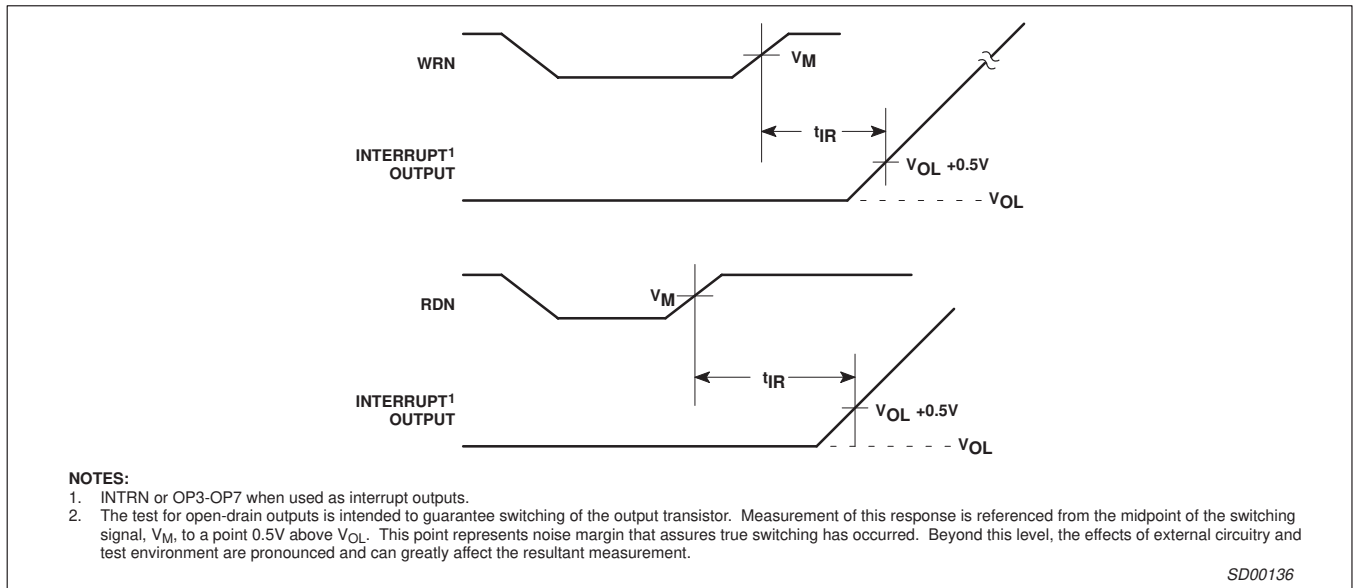 WRN
VM
tIR
INTERRUPT1
OUTPUT
VOL +0.5V
VOL
RDN
VM
tIR
INTERRUPT1
OUTPUT
VOL +0.5V
VOL
NOTES:
1. INTRN or OP3-OP7 when used as interrupt outputs.
2. The test for open-drain outputs is intended to guarantee switching of the output transistor. Measurement of this response is referenced from the midpoint of the switching
signal, VM, to a point 0.5V above VOL. This point represents noise margin that assures true switching has occurred. Beyond this level, the effects of external circuitry and
test environment are pronounced and can greatly affect the resultant measurement.
SD00136